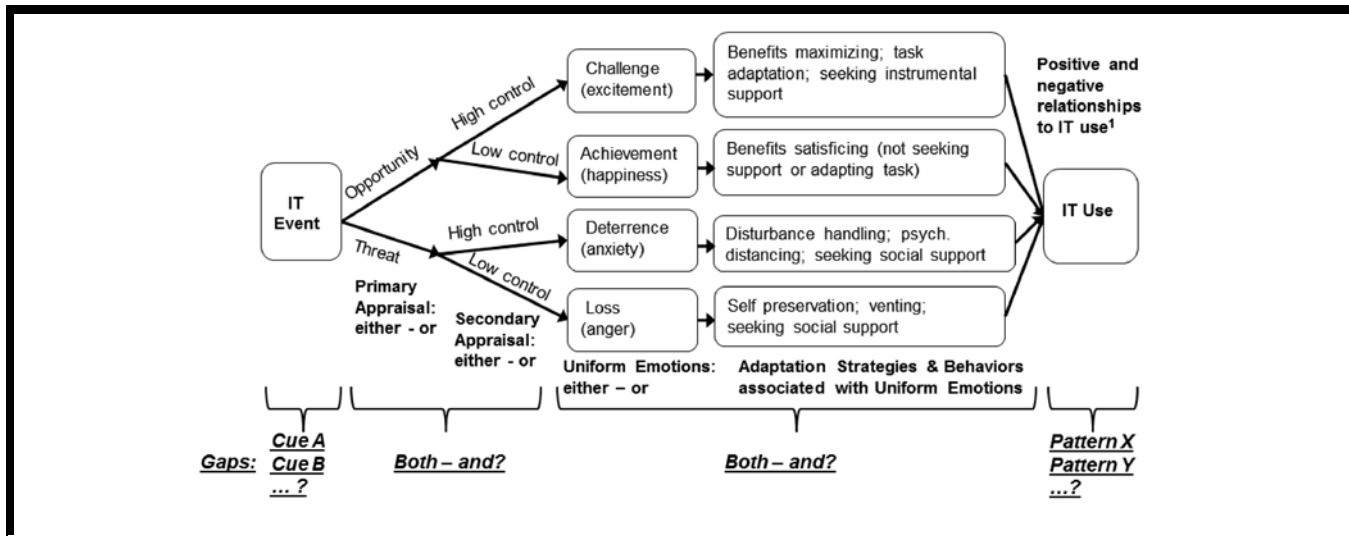 IT
Event
Opportunity
Threat
High control
Low control
High control
Low control
Primary
Appraisal:
either - or
Secondary
Appraisal:
either - or
Challenge
(excitement)
Achievement
(happiness)
Deterrence
(anxiety)
Loss
(anger)
Uniform Emotions:
either – or
Benefits maximizing; task
adaptation; seeking instrumental
support
Benefits satisficing (not seeking
support or adapting task)
Disturbance handling; psych.
distancing; seeking social support
Self preservation; venting;
seeking social support
Adaptation Strategies & Behaviors
associated with Uniform Emotions
Positive and
negative
relationships
to IT use¹
IT Use
Gaps:
Cue A
Cue B
... ?
Both – and?
Both – and?
Pattern X
Pattern Y
...?